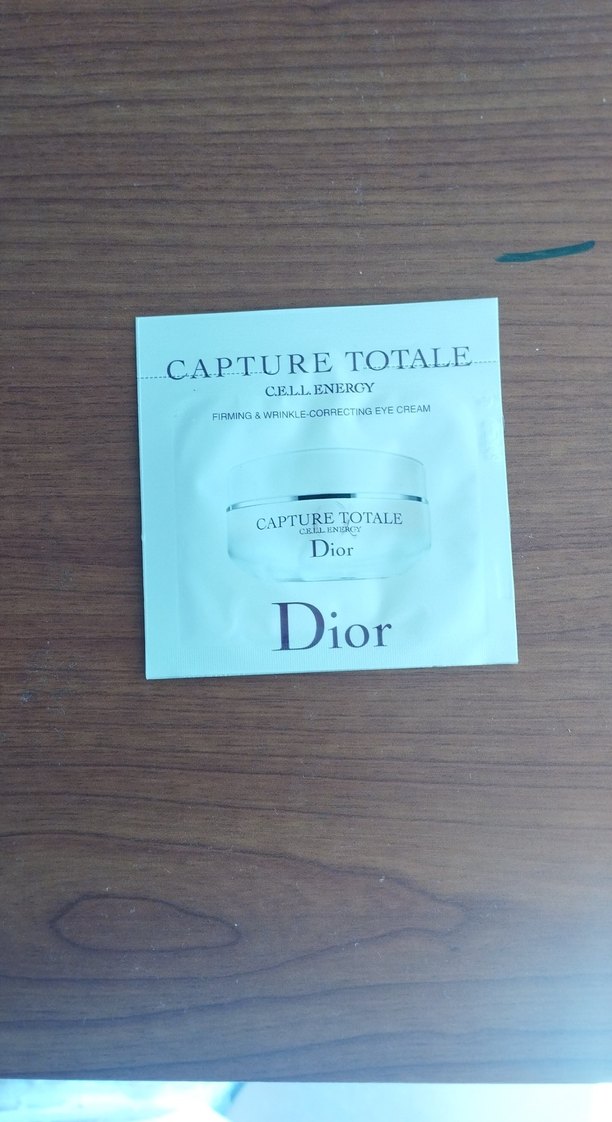 CAPTURE TOTALE
C.E.L.L. ENERGY
FIRMING & WRINKLE-CORRECTING EYE CREAM
CAPTURE TOTALE
C.E.L.L. ENERGY
Dior
Dior